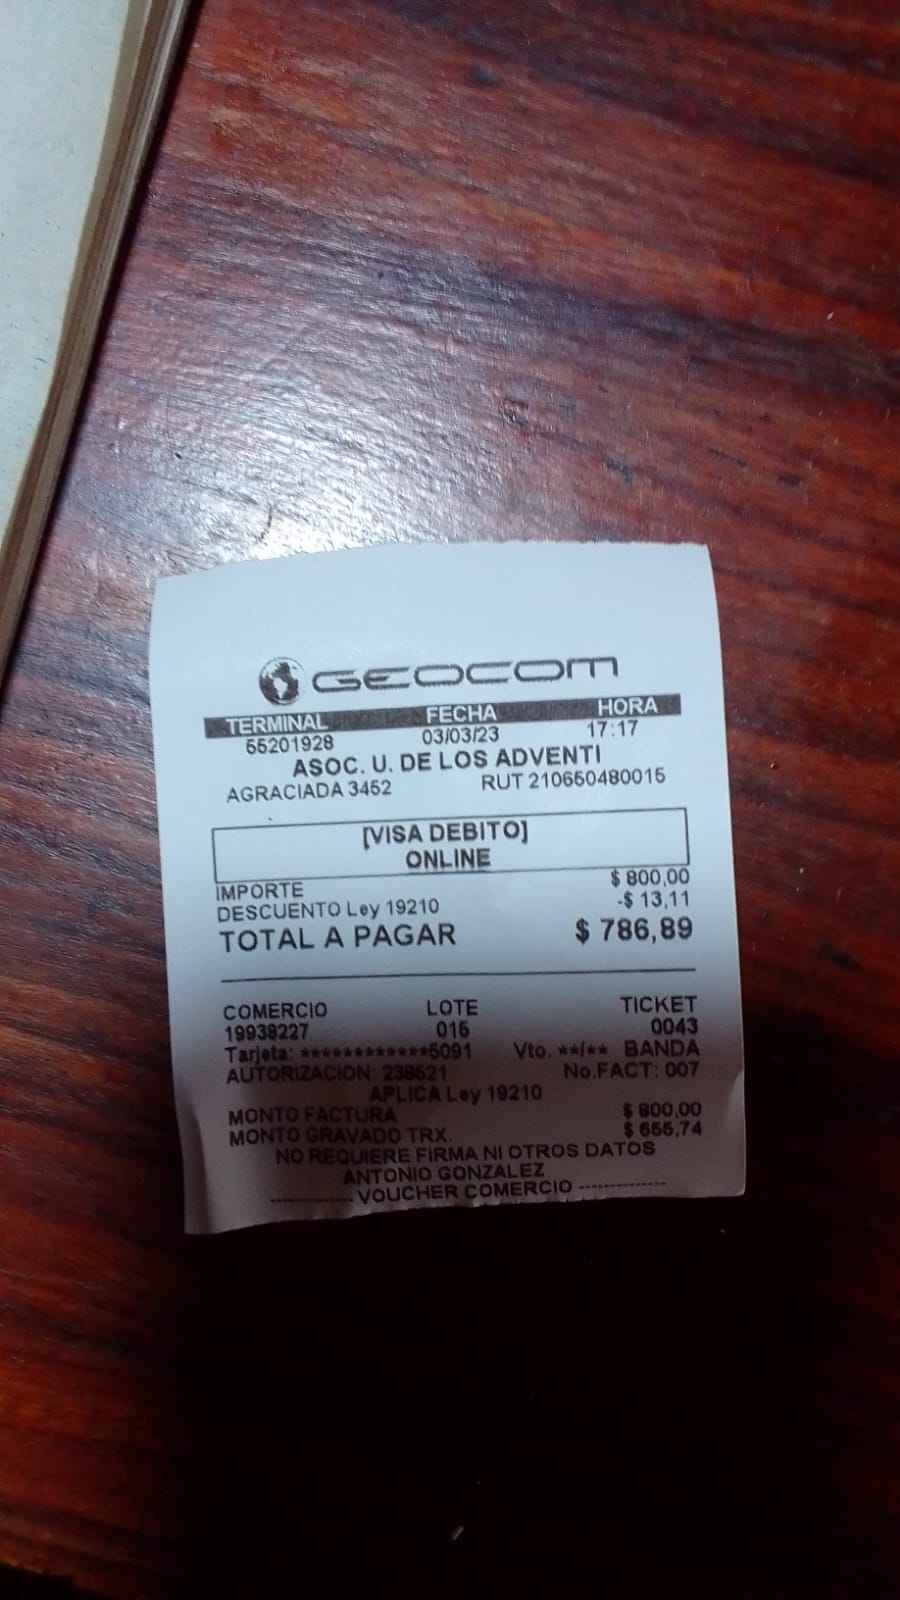 GEOCOM
TERMINAL FECHA HORA
55201928 03/03/23 17:17
ASOC. U. DE LOS ADVENTI
AGRACIADA 3452 RUT 210650480015
[VISA DEBITO]
ONLINE
IMPORTE $ 800,00
DESCUENTO Ley 19210 -$ 13,11
TOTAL A PAGAR $ 786,89
COMERCIO LOTE TICKET
19938227 015 0043
Tarjeta: ************5091 Vto. **/** BANDA
AUTORIZACION: 238521 No.FACT: 007
APLICA Ley 19210
MONTO FACTURA $ 800,00
MONTO GRAVADO TRX. $ 655,74
NO REQUIERE FIRMA NI OTROS DATOS
ANTONIO GONZALEZ
------------ VOUCHER COMERCIO ------------